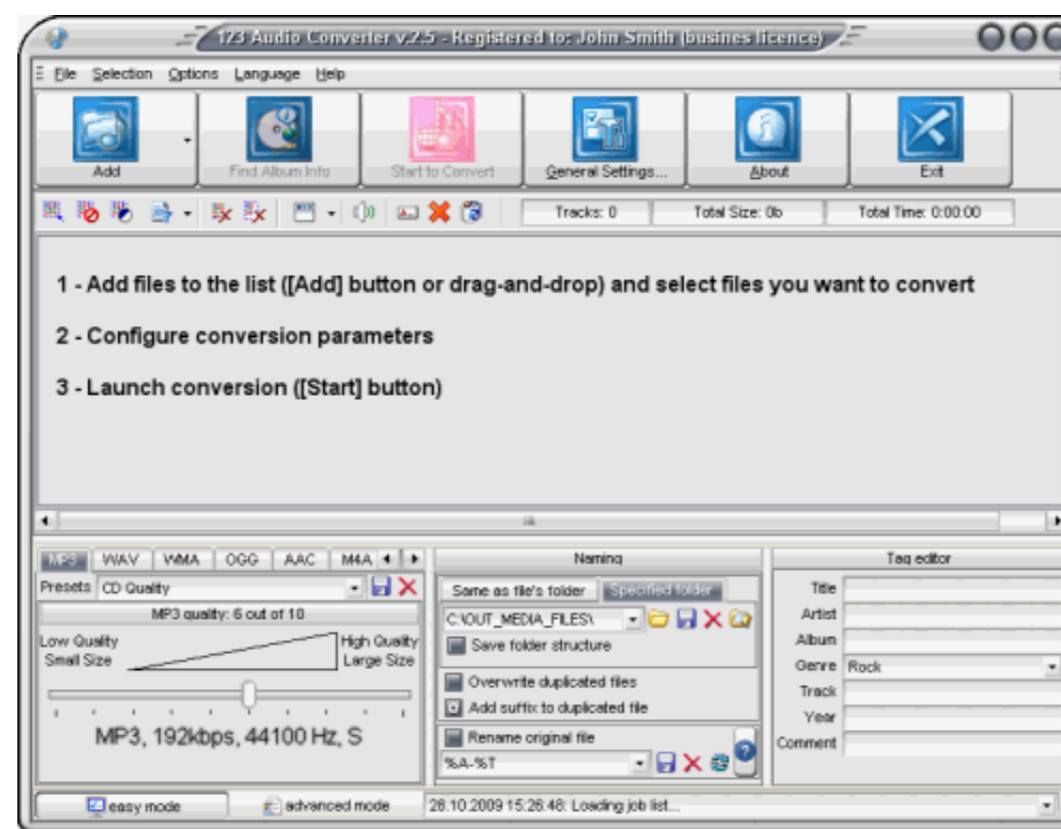 123 Audio Converter v.2.5 - Registered to: John Smith (busines licence)
File Selection Options Language Help
Add Find Album Info Start to Convert General Settings... About Exit
Tracks: 0 Total Size: 0b Total Time: 0:00:00
1 - Add files to the list ([Add] button or drag-and-drop) and select files you want to convert
2 - Configure conversion parameters
3 - Launch conversion ([Start] button)
MP3 WAV WMA OGG AAC M4A
Presets CD Quality
MP3 quality: 6 out of 10
Low Quality High Quality
Small Size Large Size
MP3, 192kbps, 44100 Hz, S
Naming
Same as file's folder Specified folder
C:\OUT_MEDIA_FILES\
Save folder structure
Overwrite duplicated files
Add suffix to duplicated file
Rename original file
%A-%T
Tag editor
Title
Artist
Album
Genre Rock
Track
Year
Comment
easy mode advanced mode 28.10.2009 15:26:48: Loading job list...